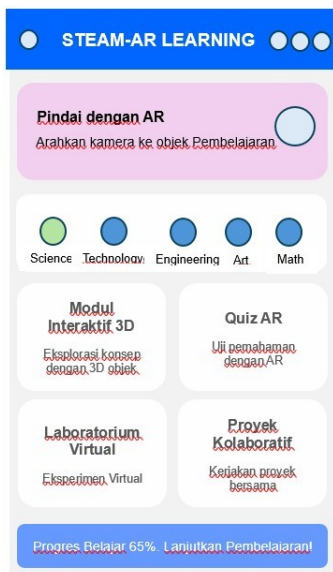 STEAM-AR LEARNING
Pindai dengan AR
Arahkan kamera ke objek Pembelajaran
Science Technology Engineering Art Math
Modul
Interaktif 3D
Eksplorasi konsep
dengan 3D objek
Quiz AR
Uji pemahaman
dengan AR
Laboratorium
Virtual
Eksperimen Virtual
Proyek
Kolaboratif
Kerjakan proyek
bersama
Progres Belajar 65%. Lanjutkan Pembelajaran!